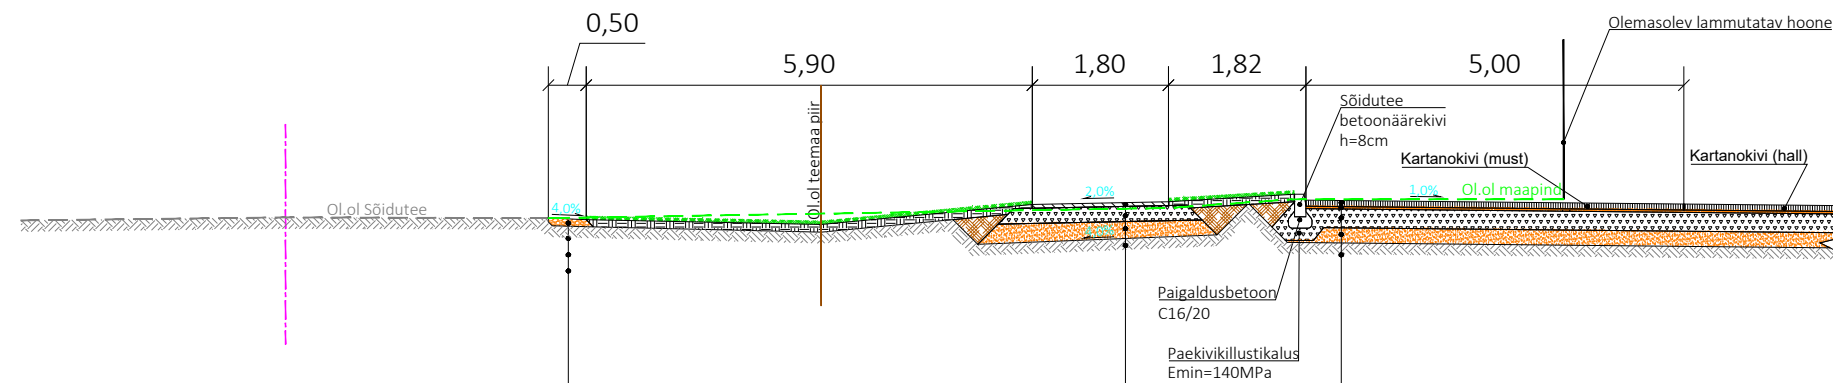 0,50
Olemasolev lammutatav hoone
5,90
1,80
1,82
5,00
Ol.ol teemaa piir
Sõidutee
betoonäärekivi
h=8cm
Kartanokivi (must)
Kartanokivi (hall)
2,0%
1,0%
Ol.ol maapind
4,0%
Ol.ol Sõidutee
Paigaldusbetoon
C16/20
Paekivikillustikalus
Emin=140MPa